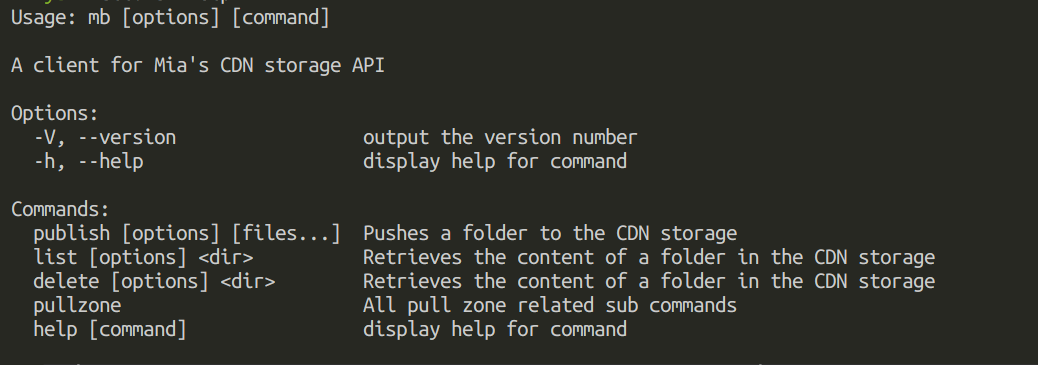 Usage: mb [options] [command]
A client for Mia's CDN storage API
Options:
-V, --version output the version number
-h, --help display help for command
Commands:
publish [options] [files...] Pushes a folder to the CDN storage
list [options] <dir> Retrieves the content of a folder in the CDN storage
delete [options] <dir> Retrieves the content of a folder in the CDN storage
pullzone All pull zone related sub commands
help [command] display help for command